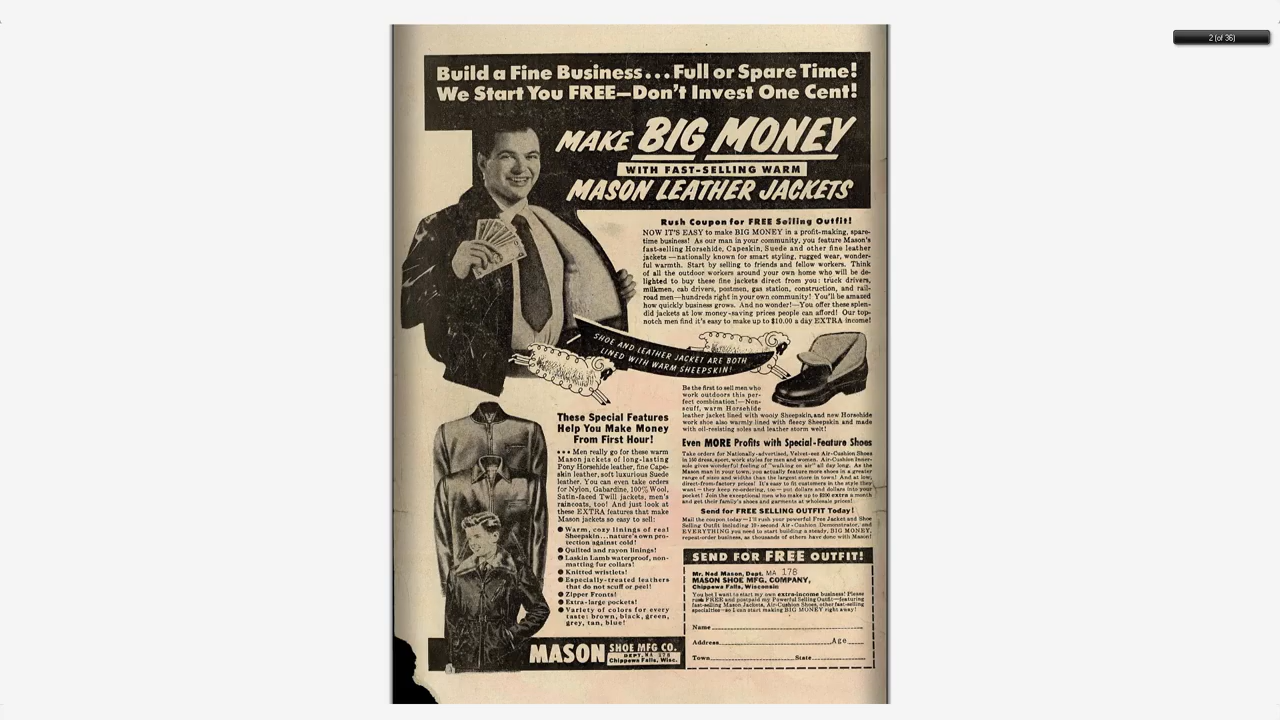 2 (of 36)
Build a Fine Business...Full or Spare Time!
We Start You FREE—Don't Invest One Cent!
MAKE BIG MONEY
WITH FAST-SELLING WARM
MASON LEATHER JACKETS
Rush Coupon for FREE Selling Outfit!
NOW IT'S EASY to make BIG MONEY in a profit-making, spare-
time business! As our man in your community, you feature Mason's
fast-selling Horsehide, Capeskin, Suede and other fine leather
jackets—nationally known for smart styling, rugged wear, wonder-
ful warmth. Start by selling to friends and fellow workers. Think
of all the outdoor workers around your own home who will be de-
lighted to buy these fine jackets direct from you: truck drivers,
milkmen, cab drivers, postmen, gas station, construction, and rail-
road men—hundreds right in your own community! You'll be amazed
how quickly business grows. And no wonder!—You offer these splen-
did jackets at low money-saving prices people can afford! Our top-
notch men find it's easy to make up to $10.00 a day EXTRA income!
SHOE AND LEATHER JACKET ARE BOTH
LINED WITH WARM SHEEPSKIN!
Be the first to sell men who
work outdoors this per-
fect combination!—Non-
scuff, warm Horsehide
leather jacket lined with wooly Sheepskin, and new Horsehide
work shoe also warmly lined with fleecy Sheepskin and made
with oil-resisting soles and leather storm welt!
These Special Features
Help You Make Money
From First Hour!
• • • Men really go for these warm
Mason jackets of long-lasting
Pony Horsehide leather, fine Cape-
skin leather, soft luxurious Suede
leather. You can even take orders
for Nylon, Gabardine, 100% Wool,
Satin-faced Twill jackets, men's
raincoats, too! And just look at
these EXTRA features that make
Mason jackets so easy to sell:
● Warm, cozy linings of real
Sheepskin...nature's own pro-
tection against cold!
● Quilted and rayon linings!
● Laskin Lamb waterproof, non-
matting fur collars!
● Knitted wristlets!
● Especially-treated leathers
that do not scuff or peel!
● Zipper Fronts!
● Extra-large pockets!
● Variety of colors for every
taste: brown, black, green,
grey, tan, blue!
Even MORE Profits with Special-Feature Shoes
Take orders for Nationally-advertised, Velvet-eez Air-Cushion Shoes
in 150 dress, sport, work styles for men and women. Air-Cushion Inner-
sole gives wonderful feeling of "walking on air" all day long. As the
Mason man in your town, you actually feature more shoes in a greater
range of sizes and widths than the largest store in town! And at low,
direct-from-factory prices! It's easy to fit customers in the style they
want—they keep re-ordering, too—put dollars and dollars into your
pocket! Join the exceptional men who make up to $200 extra a month
and get their family's shoes and garments at wholesale prices!
Send for FREE SELLING OUTFIT Today!
Mail the coupon today—I'll rush your powerful Free Jacket and Shoe
Selling Outfit including 10-second Air-Cushion Demonstrator, and
EVERYTHING you need to start building a steady, BIG MONEY,
repeat-order business, as thousands of others have done with Mason!
SEND FOR FREE OUTFIT!
Mr. Ned Mason, Dept. MA 178
MASON SHOE MFG. COMPANY,
Chippewa Falls, Wisconsin
You bet I want to start my own extra-income business! Please
rush FREE and postpaid my Powerful Selling Outfit—featuring
fast-selling Mason Jackets, Air-Cushion Shoes, other fast-selling
specialties—so I can start making BIG MONEY right away!
Name
Address Age
Town State
MASON SHOE MFG. CO.
DEPT. MA 178
Chippewa Falls, Wisc.